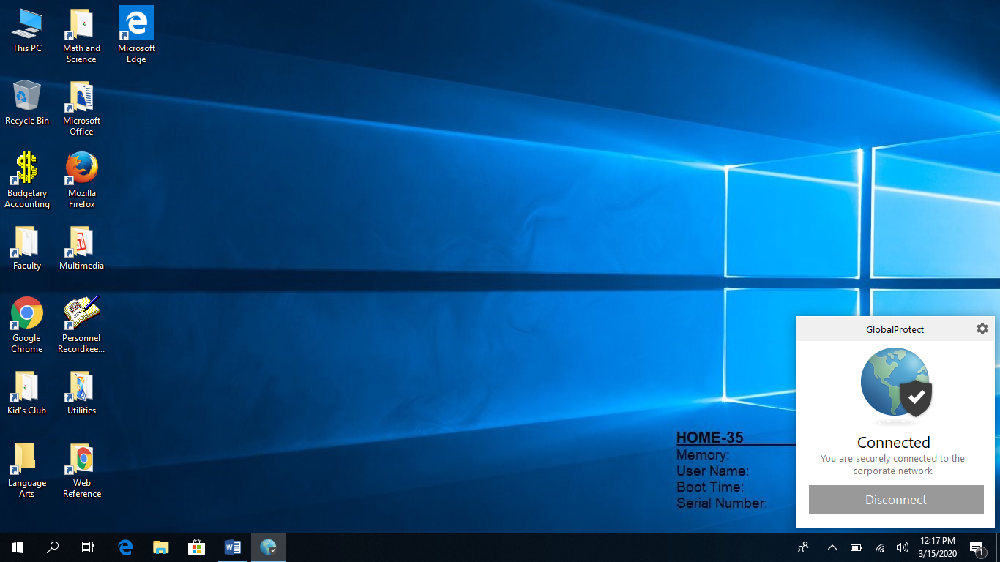 This PC
Math and
Science
Microsoft
Edge
Recycle Bin
Microsoft
Office
Budgetary
Accounting
Mozilla
Firefox
Faculty
Multimedia
Google
Chrome
Personnel
Recordkee...
Kid's Club
Utilities
Language
Arts
Web
Reference
HOME-35
Memory:
User Name:
Boot Time:
Serial Number:
GlobalProtect
Connected
You are securely connected to the
corporate network
Disconnect
12:17 PM
3/15/2020
1